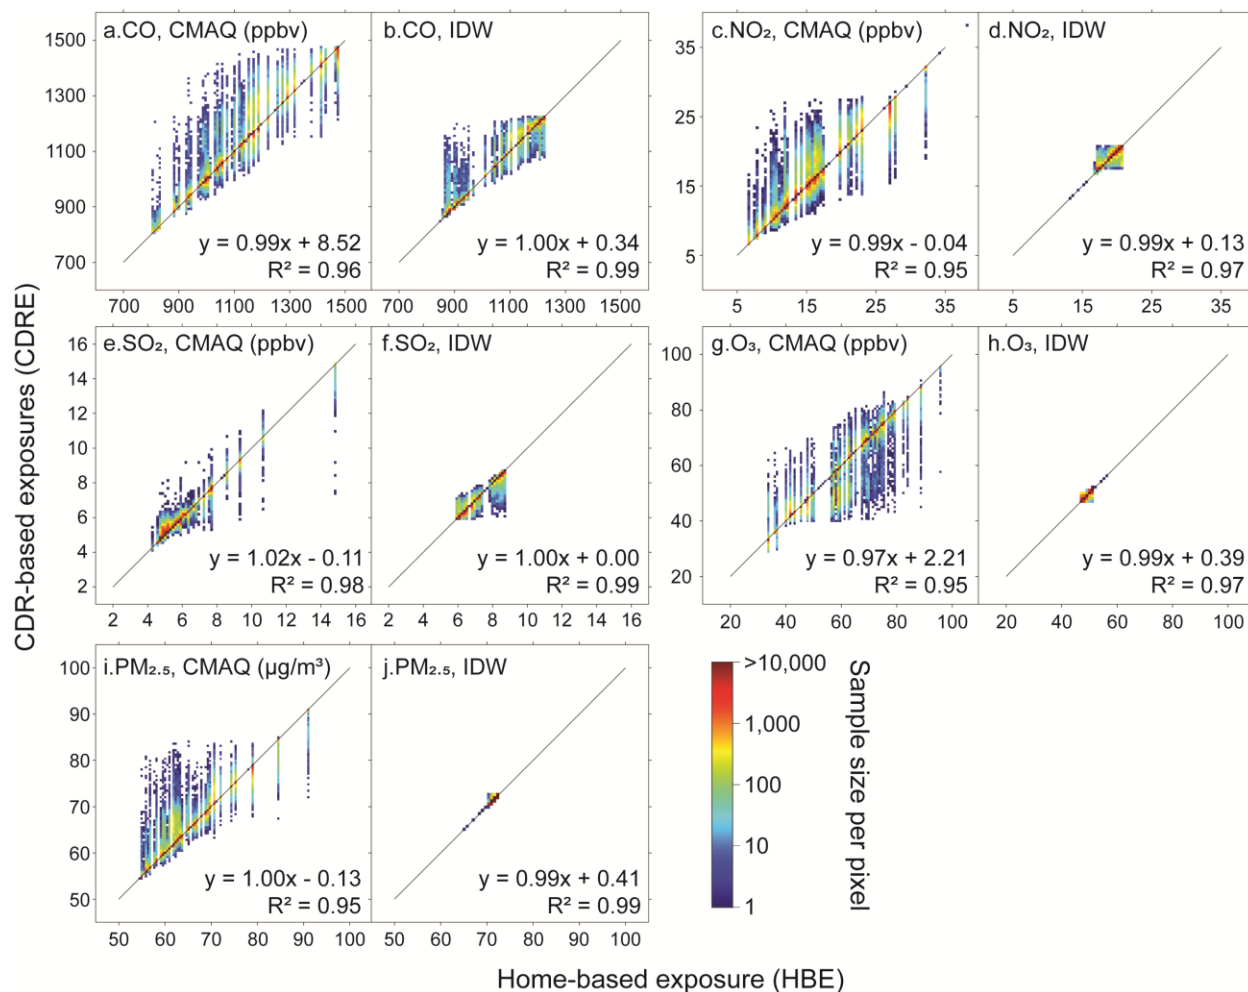 CDR-based exposures (CDRE)
a.CO, CMAQ (ppbv)
b.CO, IDW
1500
1300
1100
900
700
y = 0.99x + 8.52
R² = 0.96
y = 1.00x + 0.34
R² = 0.99
700 900 1100 1300 1500
700 900 1100 1300 1500
c.NO₂, CMAQ (ppbv)
d.NO₂, IDW
35
25
15
5
y = 0.99x - 0.04
R² = 0.95
y = 0.99x + 0.13
R² = 0.97
5 15 25 35
5 15 25 35
e.SO₂, CMAQ (ppbv)
f.SO₂, IDW
16
14
12
10
8
6
4
2
y = 1.02x - 0.11
R² = 0.98
y = 1.00x + 0.00
R² = 0.99
2 4 6 8 10 12 14 16
2 4 6 8 10 12 14 16
g.O₃, CMAQ (ppbv)
h.O₃, IDW
100
80
60
40
20
y = 0.97x + 2.21
R² = 0.95
y = 0.99x + 0.39
R² = 0.97
20 40 60 80 100
20 40 60 80 100
i.PM₂.₅, CMAQ (µg/m³)
j.PM₂.₅, IDW
100
90
80
70
60
50
y = 1.00x - 0.13
R² = 0.95
y = 0.99x + 0.41
R² = 0.99
50 60 70 80 90 100
50 60 70 80 90 100
>10,000
1,000
100
10
1
Sample size per pixel
Home-based exposure (HBE)